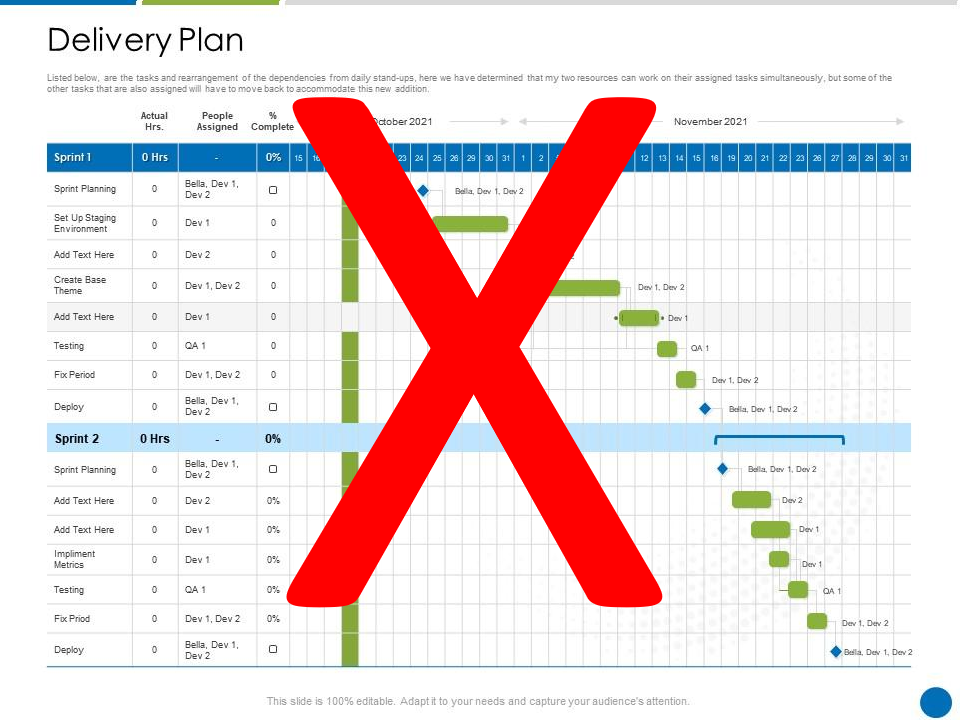 Delivery Plan
Listed below, are the tasks and rearrangement of the dependencies from daily stand-ups, here we have determined that my two resources can work on their assigned tasks simultaneously, but some of the
other tasks that are also assigned will have to move back to accommodate this new addition.
Actual Hrs.
People Assigned
% Complete
October 2021
November 2021
Sprint 1 0 Hrs - 0% 15 23 24 25 26 29 30 31 1 2 12 13 14 15 16 19 20 21 22 23 26 27 28 29 30 31
Sprint Planning 0 Bella, Dev 1, Dev 2 Bella, Dev 1, Dev 2
Set Up Staging Environment 0 Dev 1 0
Add Text Here 0 Dev 2 0
Create Base Theme 0 Dev 1, Dev 2 0 Dev 1, Dev 2
Add Text Here 0 Dev 1 0 Dev 1
Testing 0 QA 1 0 QA 1
Fix Period 0 Dev 1, Dev 2 0 Dev 1, Dev 2
Deploy 0 Bella, Dev 1, Dev 2 Bella, Dev 1, Dev 2
Sprint 2 0 Hrs - 0%
Sprint Planning 0 Bella, Dev 1, Dev 2 Bella, Dev 1, Dev 2
Add Text Here 0 Dev 2 0% Dev 2
Add Text Here 0 Dev 1 0% Dev 1
Impliment Metrics 0 Dev 1 0% Dev 1
Testing 0 QA 1 0% QA 1
Fix Priod 0 Dev 1, Dev 2 0% Dev 1, Dev 2
Deploy 0 Bella, Dev 1, Dev 2 Bella, Dev 1, Dev 2
This slide is 100% editable. Adapt it to your needs and capture your audience's attention.